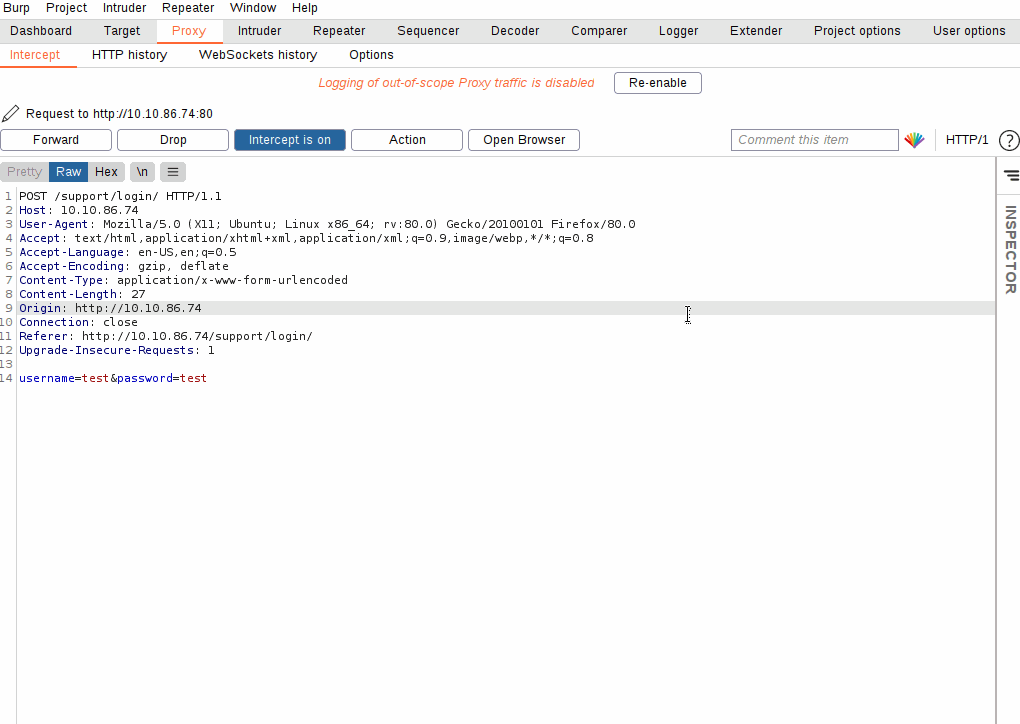 Burp Project Intruder Repeater Window Help
Dashboard Target Proxy Intruder Repeater Sequencer Decoder Comparer Logger Extender Project options User options
Intercept HTTP history WebSockets history Options
Logging of out-of-scope Proxy traffic is disabled Re-enable
Request to http://10.10.86.74:80
Forward Drop Intercept is on Action Open Browser Comment this item HTTP/1 ?
Pretty Raw Hex \n
1 POST /support/login/ HTTP/1.1
2 Host: 10.10.86.74
3 User-Agent: Mozilla/5.0 (X11; Ubuntu; Linux x86_64; rv:80.0) Gecko/20100101 Firefox/80.0
4 Accept: text/html,application/xhtml+xml,application/xml;q=0.9,image/webp,*/*;q=0.8
5 Accept-Language: en-US,en;q=0.5
6 Accept-Encoding: gzip, deflate
7 Content-Type: application/x-www-form-urlencoded
8 Content-Length: 27
9 Origin: http://10.10.86.74
10 Connection: close
11 Referer: http://10.10.86.74/support/login/
12 Upgrade-Insecure-Requests: 1
13
14 username=test&password=test
INSPECTOR